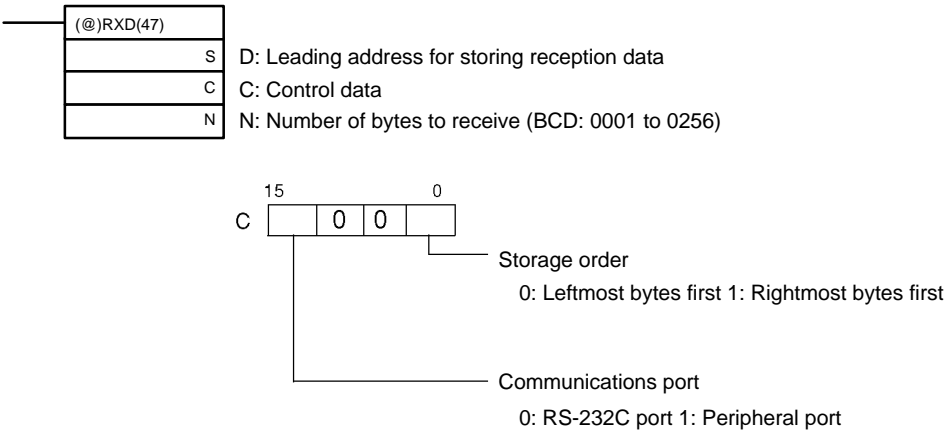 (@)RXD(47)
S D: Leading address for storing reception data
C C: Control data
N N: Number of bytes to receive (BCD: 0001 to 0256)
15 0
C 0 0
Storage order
0: Leftmost bytes first 1: Rightmost bytes first
Communications port
0: RS-232C port 1: Peripheral port